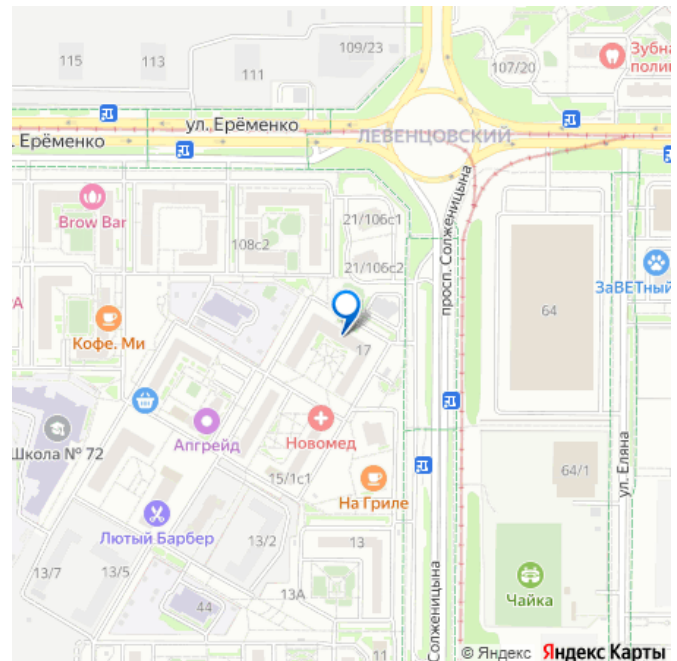 109/23
115
113
111
Зубна
поли
107/20
ул. Ерёменко
. Ерёменко
ЛЕВЕНЦОВСКИЙ
Brow Bar
21/106с1
108с2
21/106с2
просп. Солженицына
ЗаВЕТный
64
РА
Кофе. Ми
17
Школа № 72
Апгрейд
Новомед
15/1с1
64/1
ул. Еляна
На Гриле
Лютый Барбер
13/2
13
13/7
13/5
13А
44
Чайка
11
Солженицына
© Яндекс Яндекс Карты